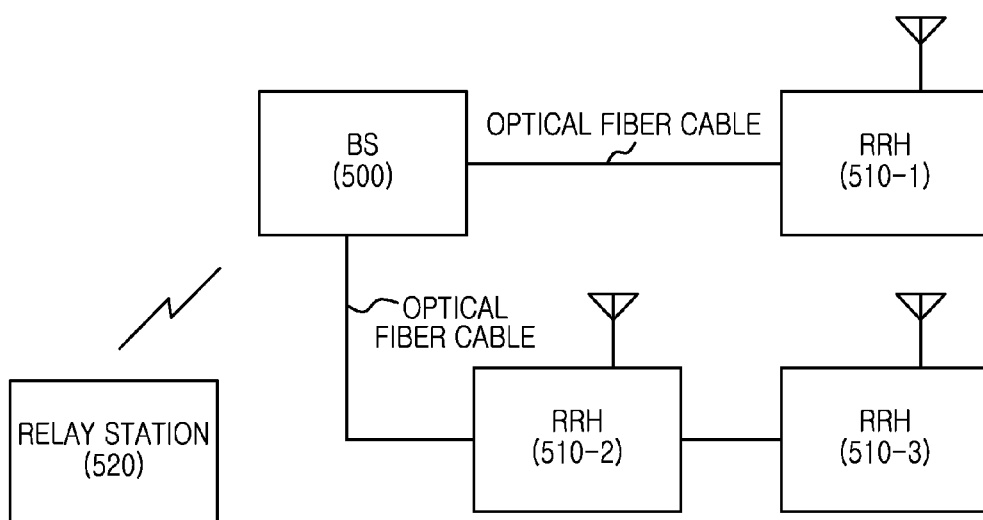 BS
(500)
OPTICAL FIBER CABLE
RRH
(510-1)
OPTICAL
FIBER CABLE
RRH
(510-2)
RRH
(510-3)
RELAY STATION
(520)